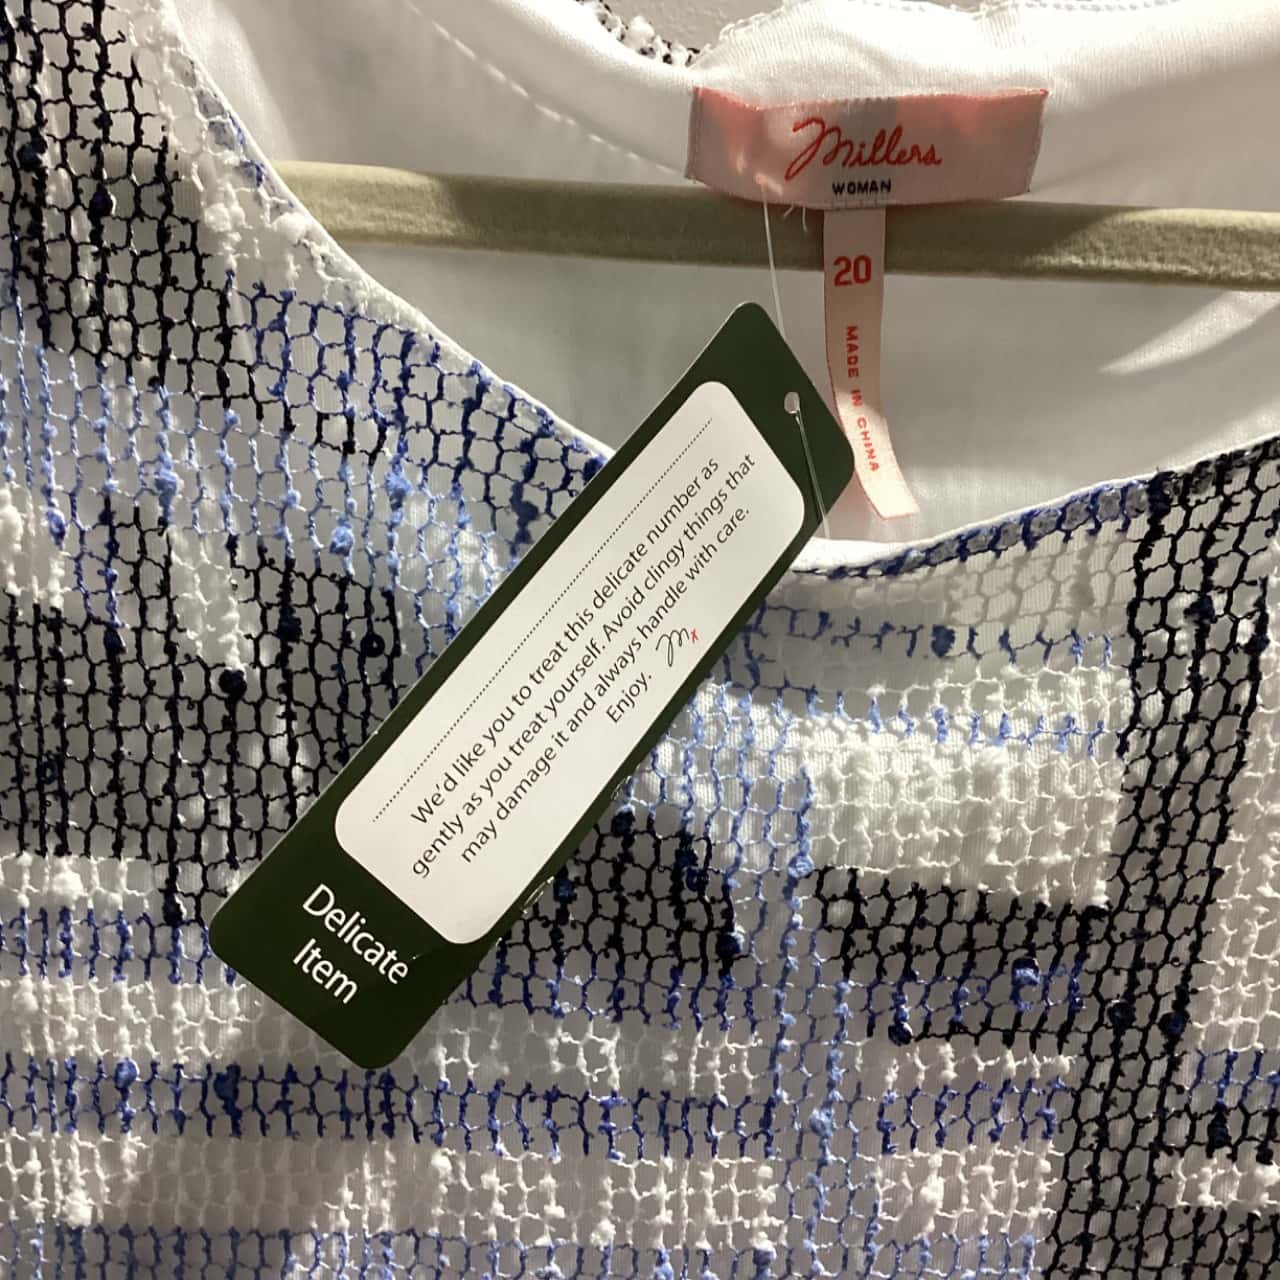 Millers
WOMAN
20
MADE IN CHINA
We'd like you to treat this delicate number as
gently as you treat yourself. Avoid clingy things that
may damage it and always handle with care.
Enjoy.
Mx
Delicate
Item